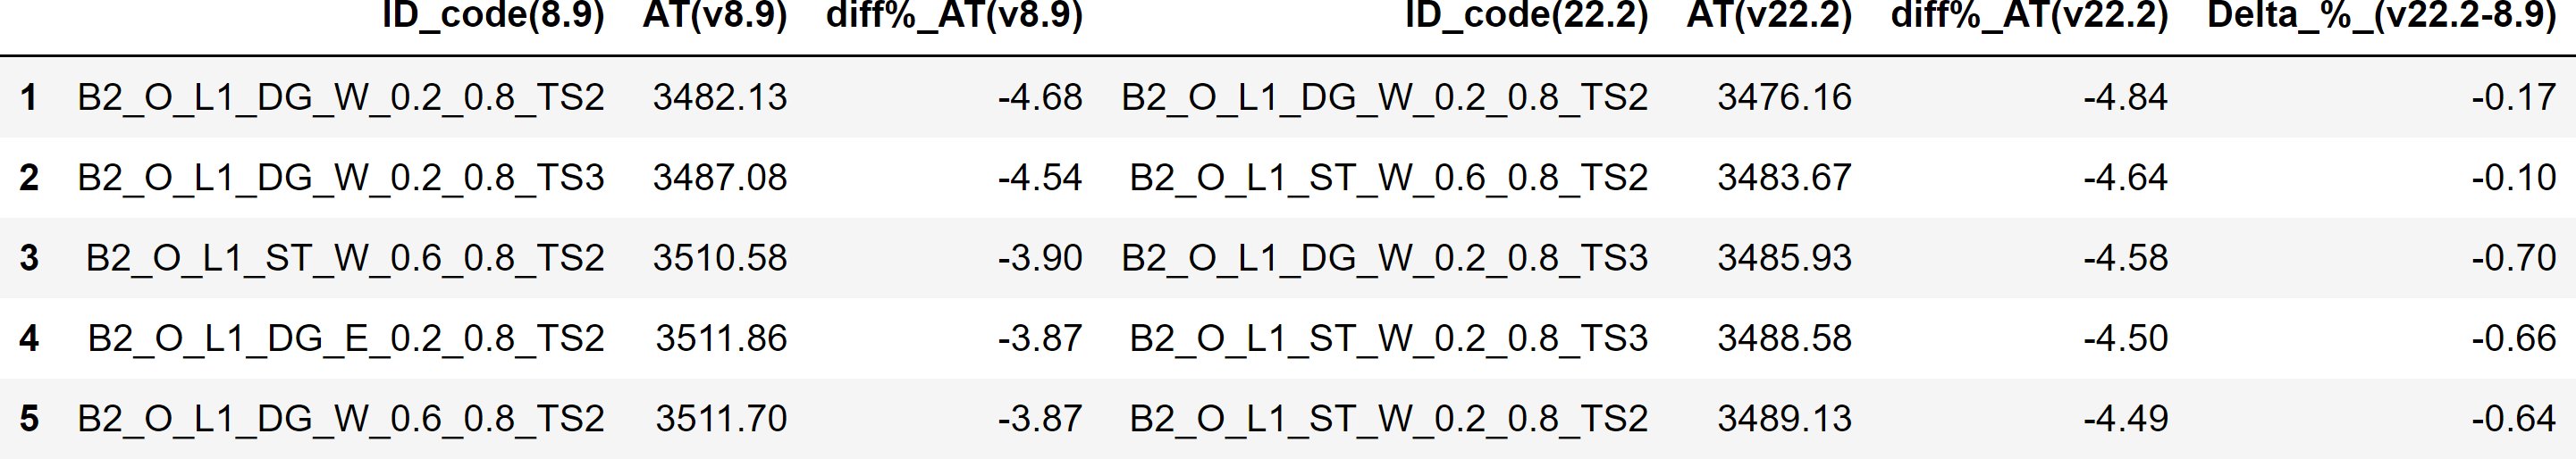 ID_code(8.9) AT(v8.9) diff%_AT(v8.9) ID_code(22.2) AT(v22.2) diff%_AT(v22.2) Delta_%_(v22.2-8.9)
1 B2_O_L1_DG_W_0.2_0.8_TS2 3482.13 -4.68 B2_O_L1_DG_W_0.2_0.8_TS2 3476.16 -4.84 -0.17
2 B2_O_L1_DG_W_0.2_0.8_TS3 3487.08 -4.54 B2_O_L1_ST_W_0.6_0.8_TS2 3483.67 -4.64 -0.10
3 B2_O_L1_ST_W_0.6_0.8_TS2 3510.58 -3.90 B2_O_L1_DG_W_0.2_0.8_TS3 3485.93 -4.58 -0.70
4 B2_O_L1_DG_E_0.2_0.8_TS2 3511.86 -3.87 B2_O_L1_ST_W_0.2_0.8_TS3 3488.58 -4.50 -0.66
5 B2_O_L1_DG_W_0.6_0.8_TS2 3511.70 -3.87 B2_O_L1_ST_W_0.2_0.8_TS2 3489.13 -4.49 -0.64